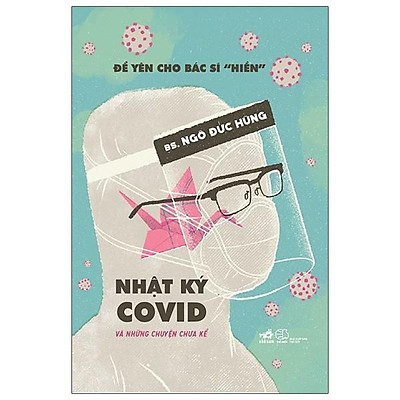 ĐỂ YÊN CHO BÁC SĨ “HIỀN”
BS. NGÔ ĐỨC HÙNG
NHẬT KÝ
COVID
VÀ NHỮNG CHUYỆN CHƯA KỂ